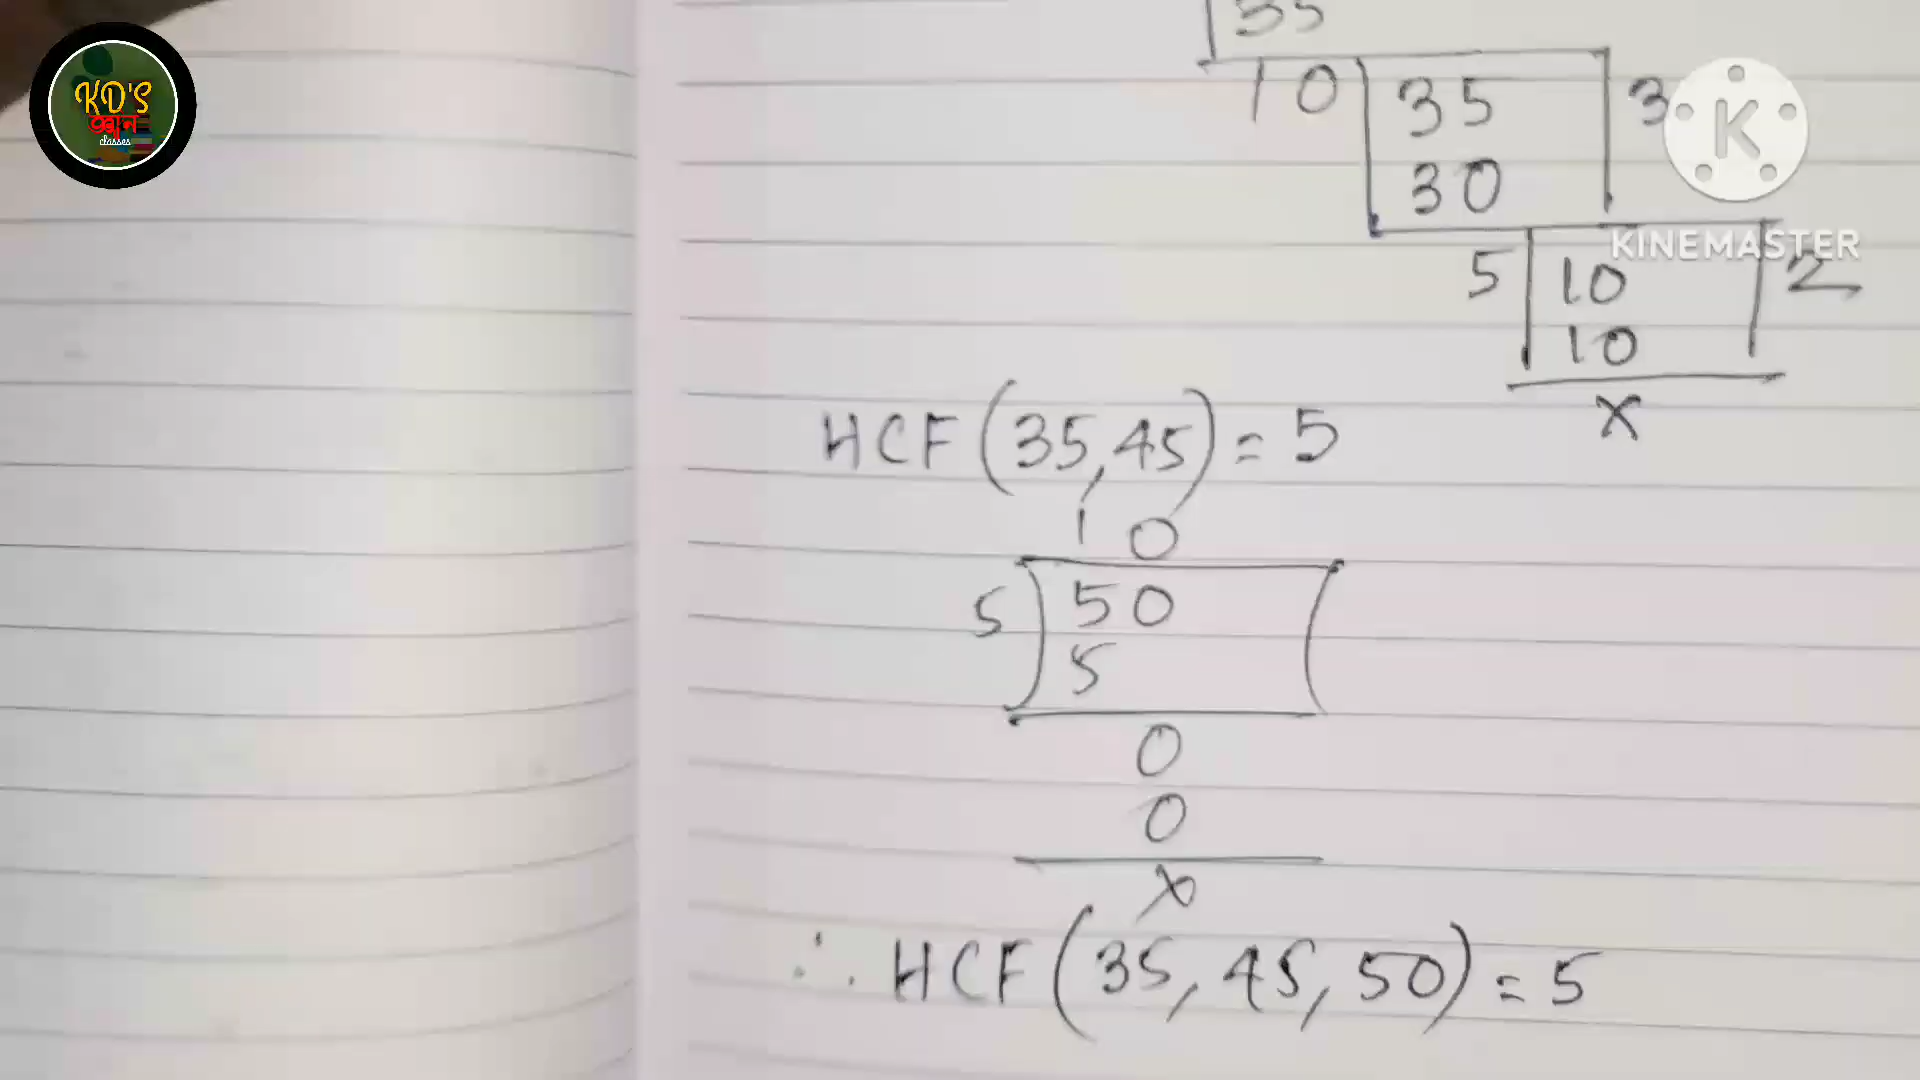 KD'S
জ্ঞান
classes
35
10 35 3
30
KINEMASTER
5 10 2
10
x
HCF (35, 45) = 5
10
5 50
5
0
0
x
∴ HCF (35, 45, 50) = 5